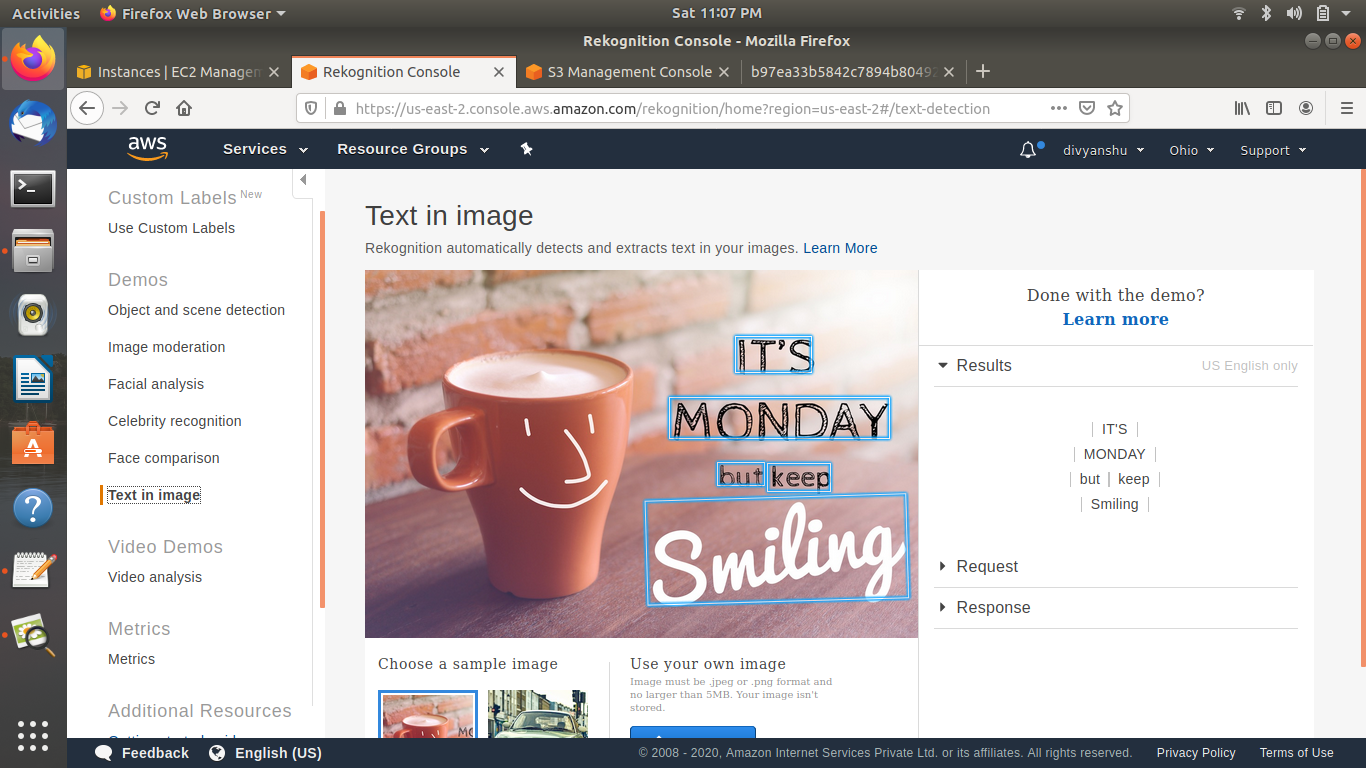 Activities Firefox Web Browser Sat 11:07 PM
Rekognition Console - Mozilla Firefox
Instances | EC2 Managem Rekognition Console S3 Management Console b97ea33b5842c7894b80492
https://us-east-2.console.aws.amazon.com/rekognition/home?region=us-east-2#/text-detection
aws Services Resource Groups divyanshu Ohio Support
Custom Labels New
Use Custom Labels
Demos
Object and scene detection
Image moderation
Facial analysis
Celebrity recognition
Face comparison
Text in image
Video Demos
Video analysis
Metrics
Metrics
Additional Resources
Text in image
Rekognition automatically detects and extracts text in your images. Learn More
IT'S
MONDAY
but keep
Smiling
Choose a sample image
Use your own image
Image must be .jpeg or .png format and
no larger than 5MB. Your image isn't
stored.
Done with the demo?
Learn more
Results US English only
| IT'S |
| MONDAY |
| but | keep |
| Smiling |
Request
Response
Feedback English (US) © 2008 - 2020, Amazon Internet Services Private Ltd. or its affiliates. All rights reserved. Privacy Policy Terms of Use